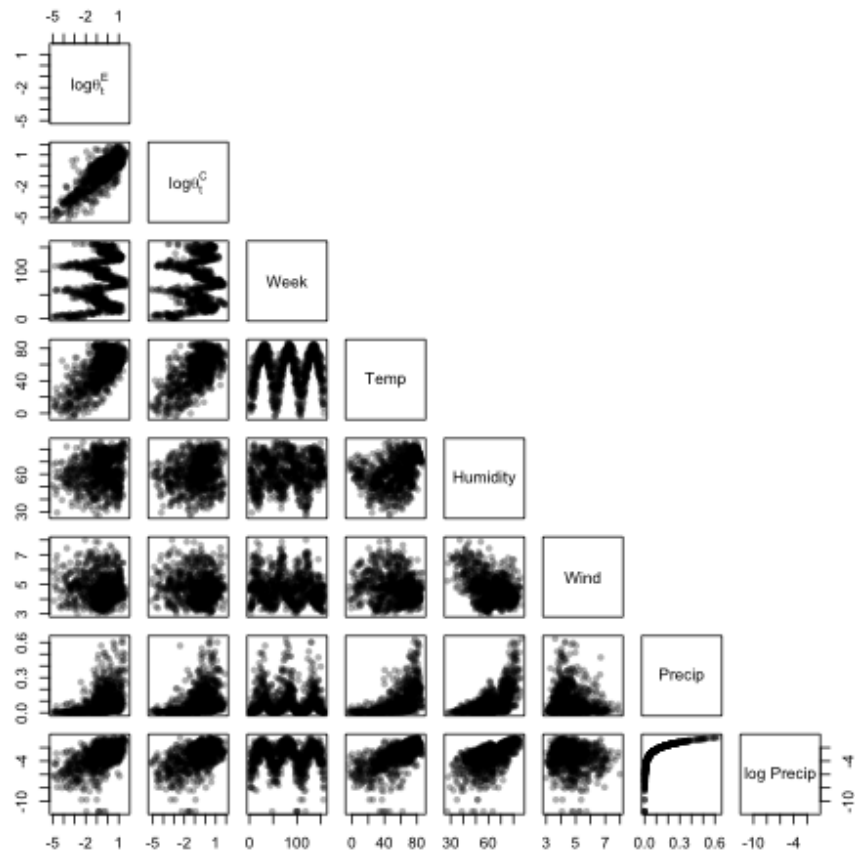 -5 -2 1
-5 -2 1
logθ_t^E
-5 -2 1
logθ_t^C
0 100
Week
0 40 80
Temp
30 60
Humidity
3 5 7
Wind
0.0 0.3 0.6
Precip
-10 -4
log Precip
-10 -4
-5 -2 1 -5 -2 1 0 100 0 40 80 30 60 3 5 7 0.0 0.3 0.6 -10 -4